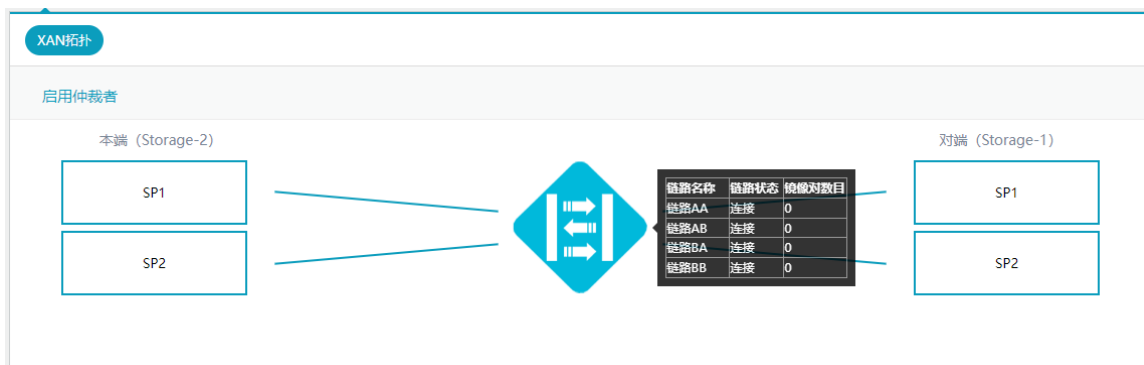 XAN拓扑
启用仲裁者
本端（Storage-2）
对端（Storage-1）
SP1
SP1
SP2
SP2
链路名称 链路状态 镜像对数目
链路AA 连接 0
链路AB 连接 0
链路BA 连接 0
链路BB 连接 0